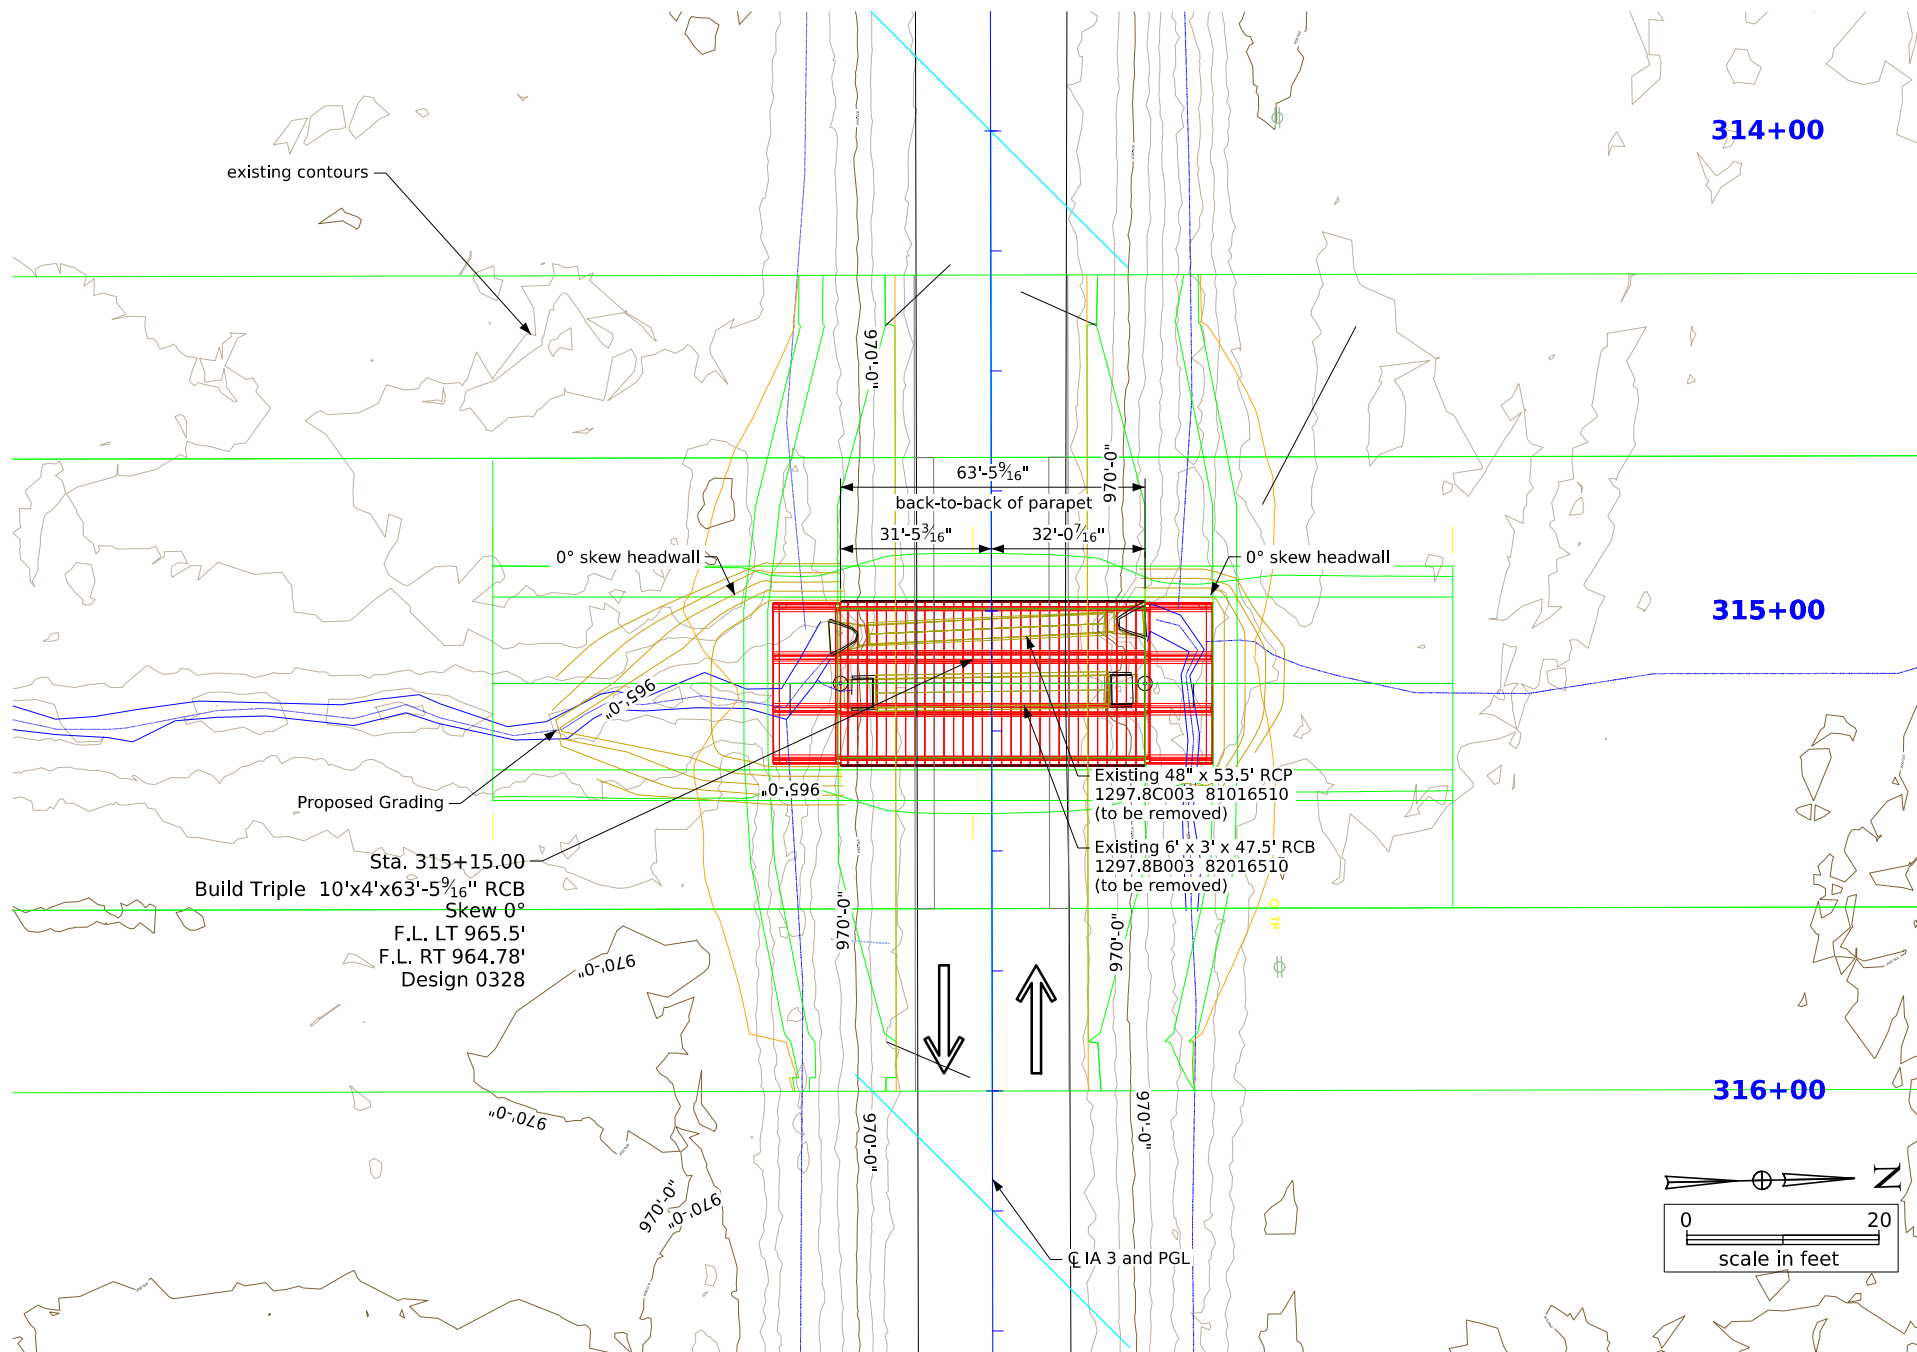 314+00
existing contours
970'-0"
63'-5 9/16"
970'-0"
back-to-back of parapet
31'-5 3/16"
32'-0 7/16"
0° skew headwall
0° skew headwall
315+00
965'-0"
Existing 48" x 53.5' RCP
1297.8C003 81016510
(to be removed)
965'-0"
Proposed Grading
Existing 6' x 3' x 47.5' RCB
1297.8B003 82016510
(to be removed)
Sta. 315+15.00
Build Triple 10'x4'x63'-5 9/16" RCB
Skew 0°
F.L. LT 965.5'
F.L. RT 964.78'
Design 0328
970'-0"
970'-0"
TP
970'-0"
316+00
970'-0"
970'-0"
970'-0"
970'-0"
970'-0"
N
0 20
scale in feet
℄ IA 3 and PGL